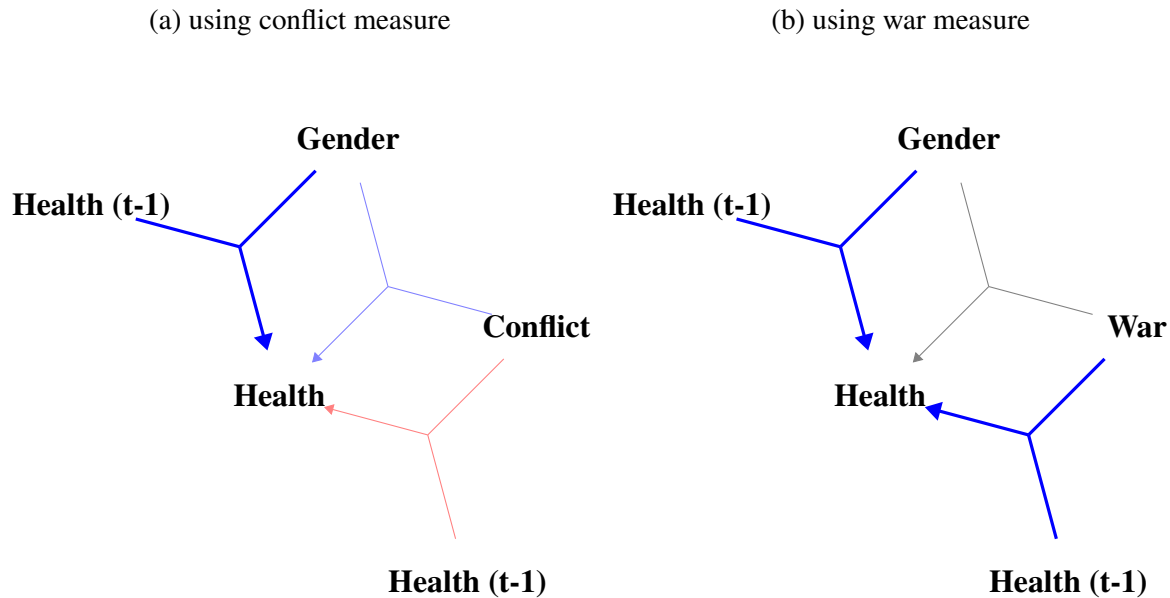 (a) using conflict measure
Gender
Health (t-1)
Conflict
Health
Health (t-1)
(b) using war measure
Gender
Health (t-1)
War
Health
Health (t-1)